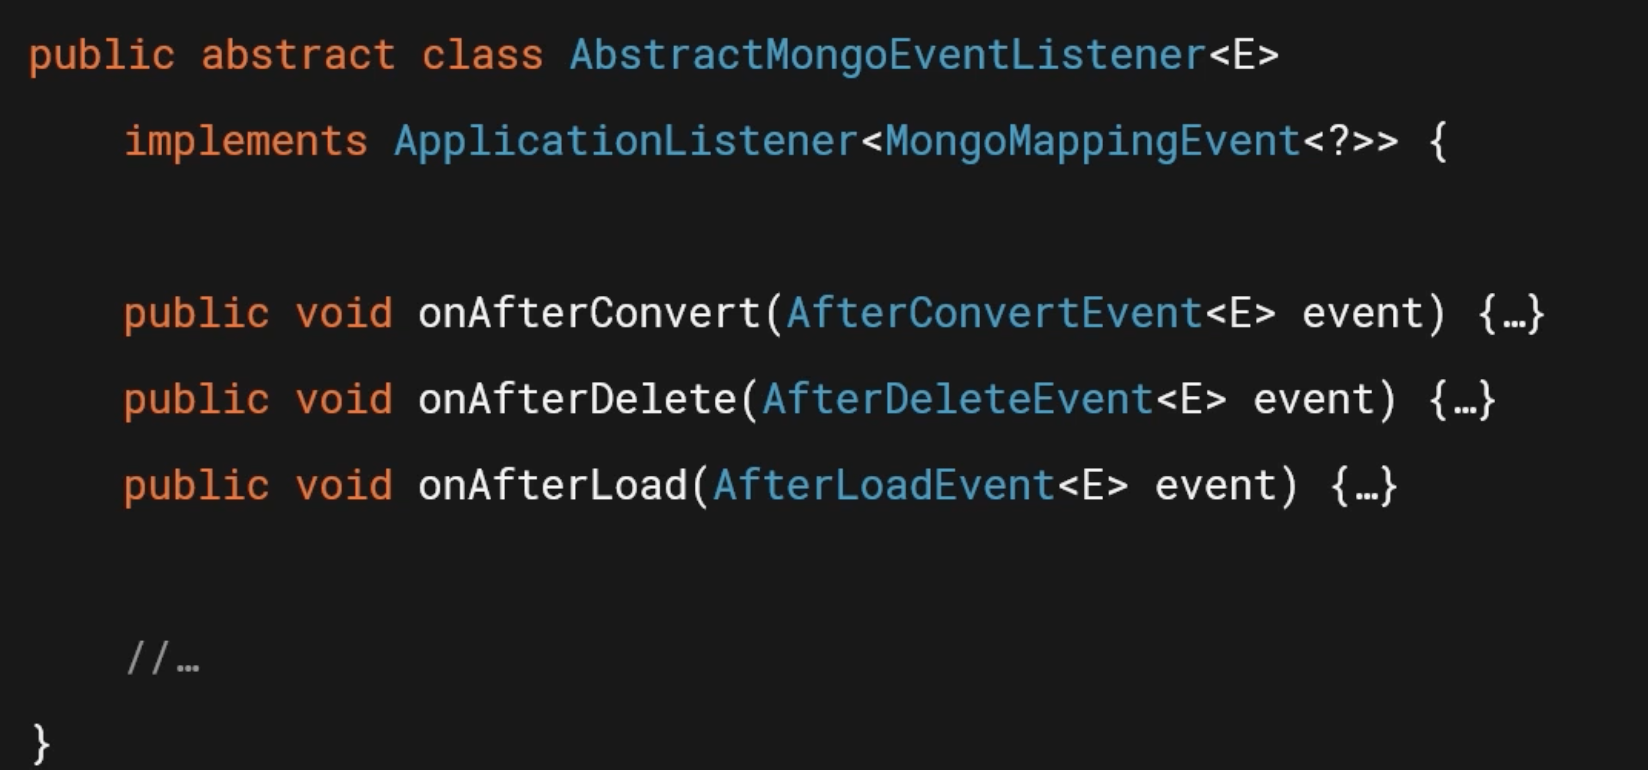 public abstract class AbstractMongoEventListener<E>
implements ApplicationListener<MongoMappingEvent<?>> {
public void onAfterConvert(AfterConvertEvent<E> event) {…}
public void onAfterDelete(AfterDeleteEvent<E> event) {…}
public void onAfterLoad(AfterLoadEvent<E> event) {…}
//…
}